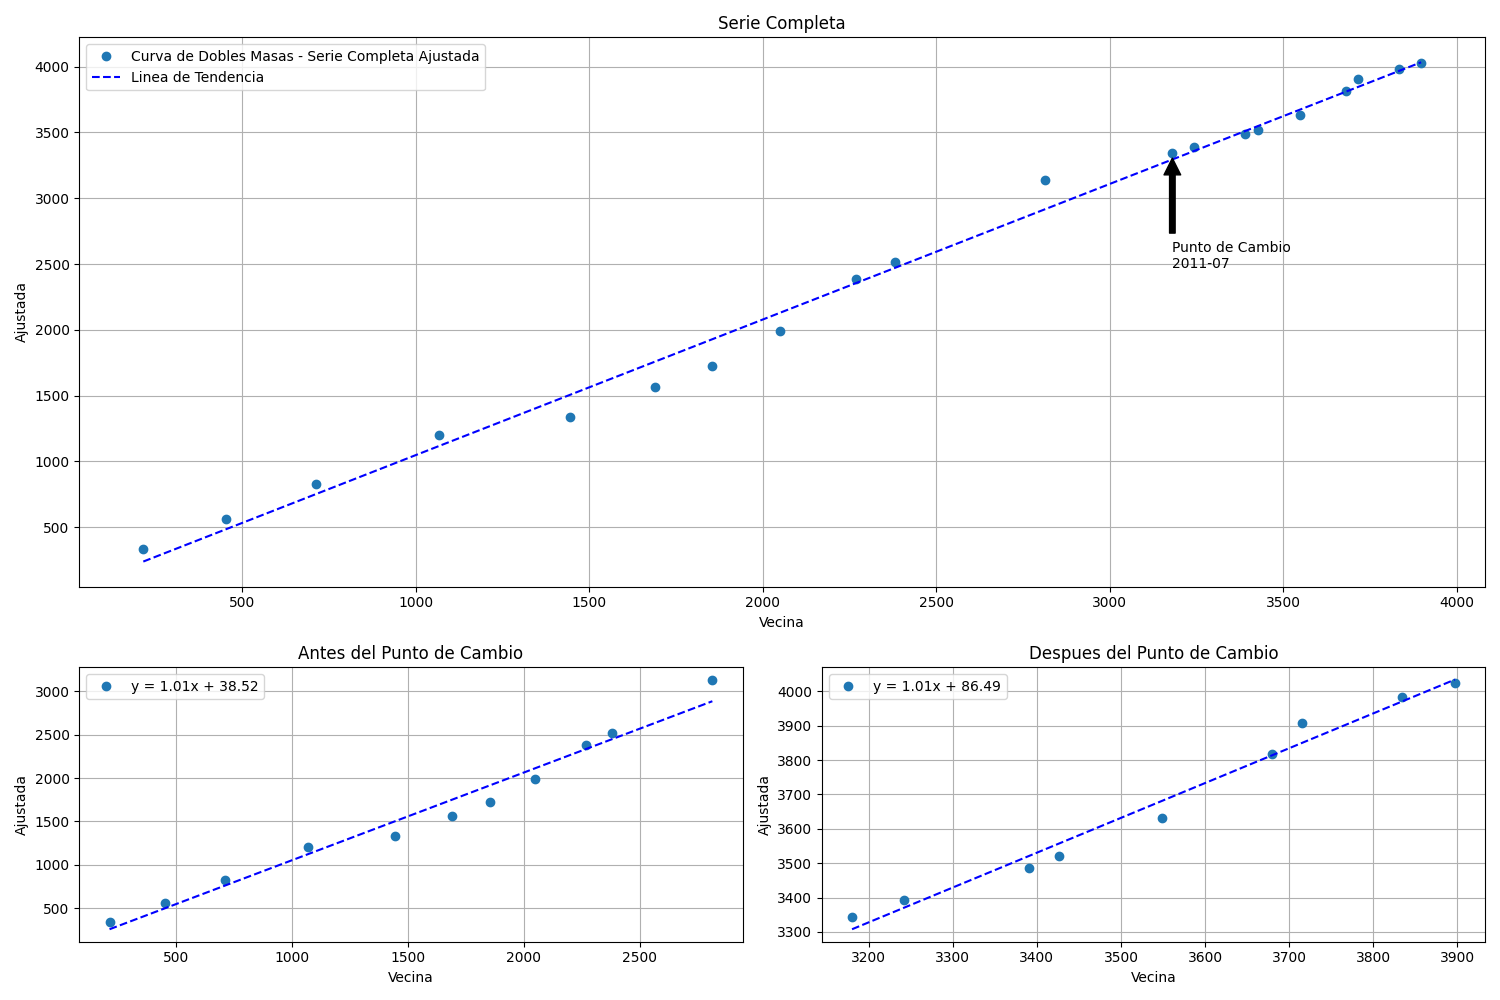 Serie Completa
Curva de Dobles Masas - Serie Completa Ajustada
Linea de Tendencia
4000
3500
3000
2500
2000
1500
1000
500
Ajustada
Punto de Cambio
2011-07
500 1000 1500 2000 2500 3000 3500 4000
Vecina
Antes del Punto de Cambio
y = 1.01x + 38.52
3000
2500
2000
1500
1000
500
Ajustada
500 1000 1500 2000 2500
Vecina
Despues del Punto de Cambio
y = 1.01x + 86.49
4000
3900
3800
3700
3600
3500
3400
3300
Ajustada
3200 3300 3400 3500 3600 3700 3800 3900
Vecina